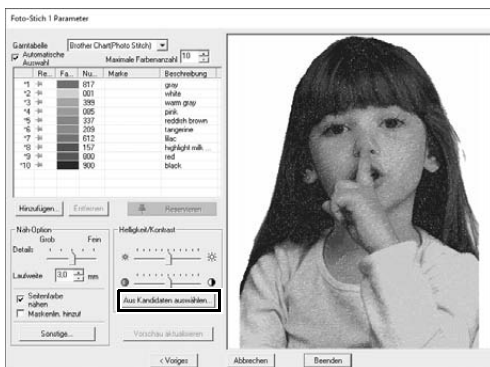 Foto-Stich 1 Parameter
Garntabelle Brother Chart(Photo Stitch)
Automatische Auswahl
Maximale Farbenanzahl 10
Re... Fa... Nu... Marke Beschreibung
*1 817 gray
*2 001 white
*3 399 warm gray
*4 085 pink
*5 337 reddish brown
*6 209 tangerine
*7 612 lilac
*8 157 highlight milk ...
*9 800 red
*10 900 black
Hinzufügen... Entfernen Reservieren
Näh-Option
Grob Fein
Details
Laufweite 3,0 mm
Seitenfarbe nähen
Maskenln. hinzuf
Sonstige...
Helligkeit/Kontrast
Aus Kandidaten auswählen...
Vorschau aktualisieren
< Voriges Abbrechen Beenden